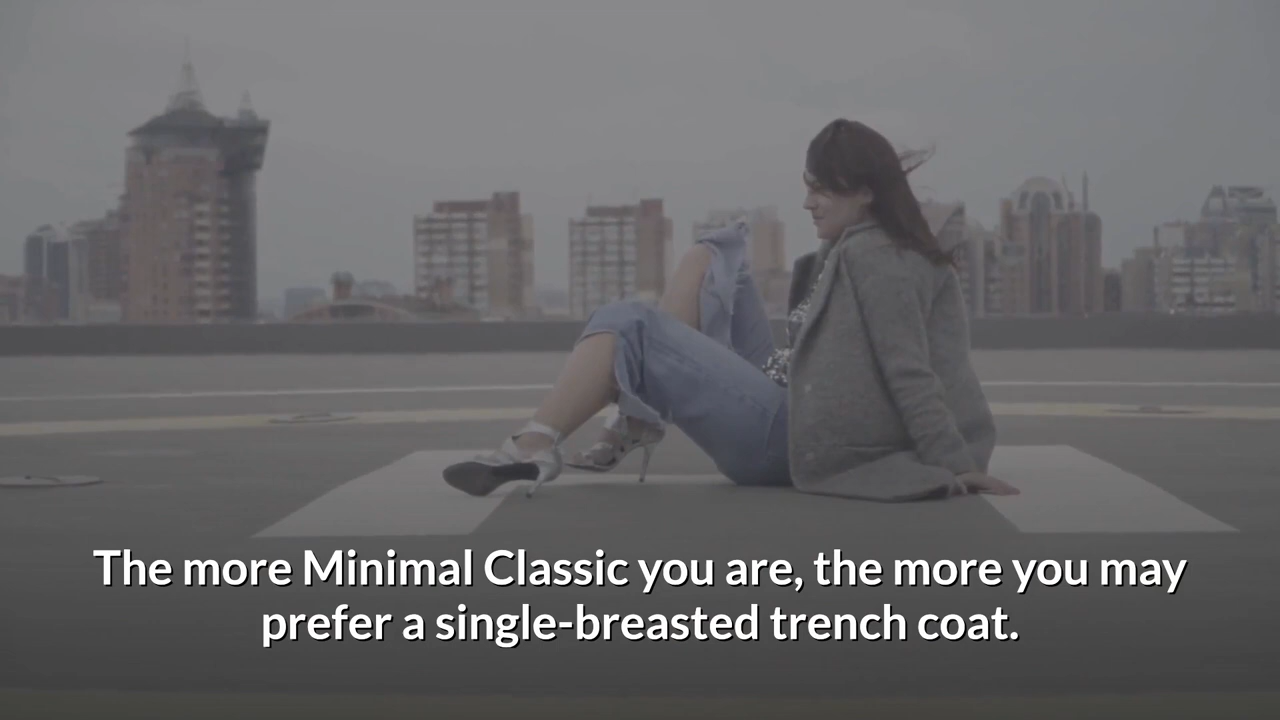 The more Minimal Classic you are, the more you may
prefer a single-breasted trench coat.